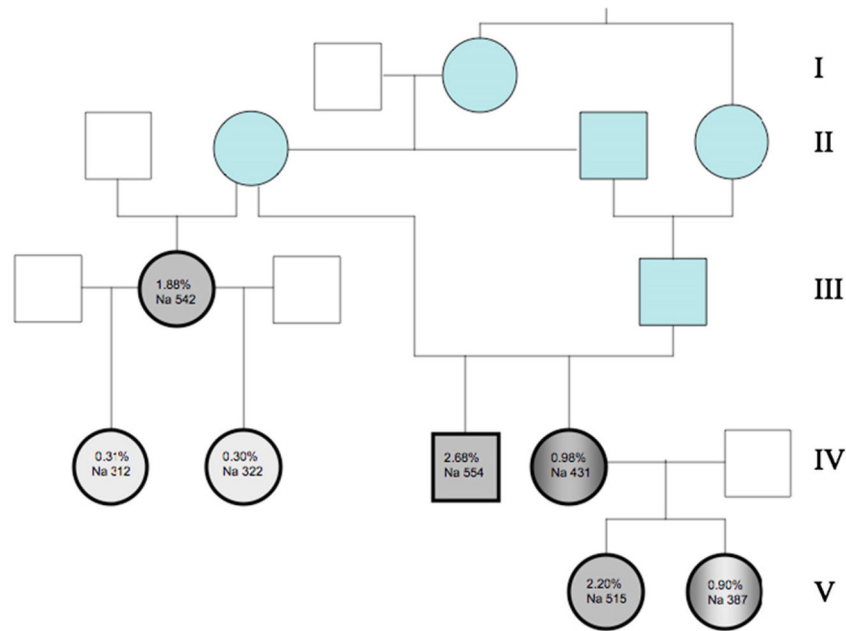 I
II
1.88%
Na 542
III
0.31%
Na 312
0.30%
Na 322
2.68%
Na 554
0.98%
Na 431
IV
2.20%
Na 515
0.90%
Na 387
V